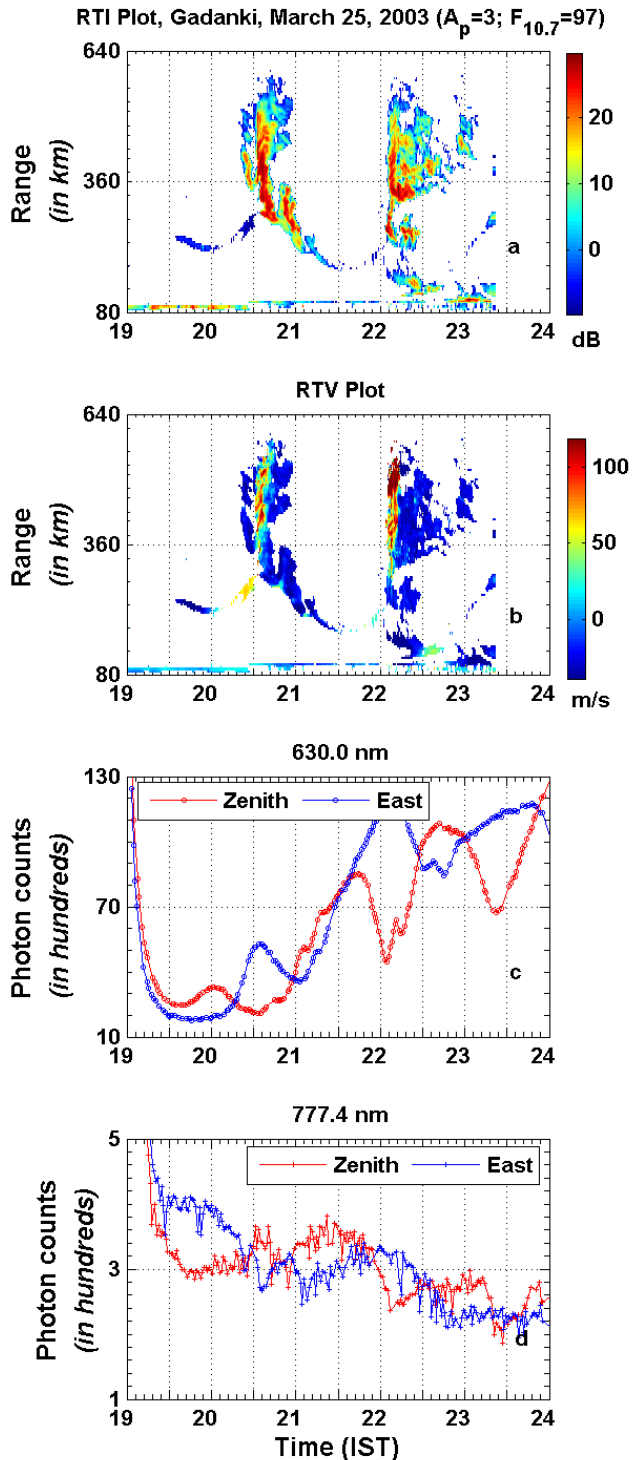 RTI Plot, Gadanki, March 25, 2003 (Ap=3; F10.7=97)
640
360
80
Range
(in km)
a
19 20 21 22 23 24
20
10
0
dB
RTV Plot
640
360
80
Range
(in km)
b
19 20 21 22 23 24
100
50
0
m/s
630.0 nm
130
70
10
Photon counts
(in hundreds)
Zenith East
c
19 20 21 22 23 24
777.4 nm
5
3
1
Photon counts
(in hundreds)
Zenith East
d
19 20 21 22 23 24
Time (IST)